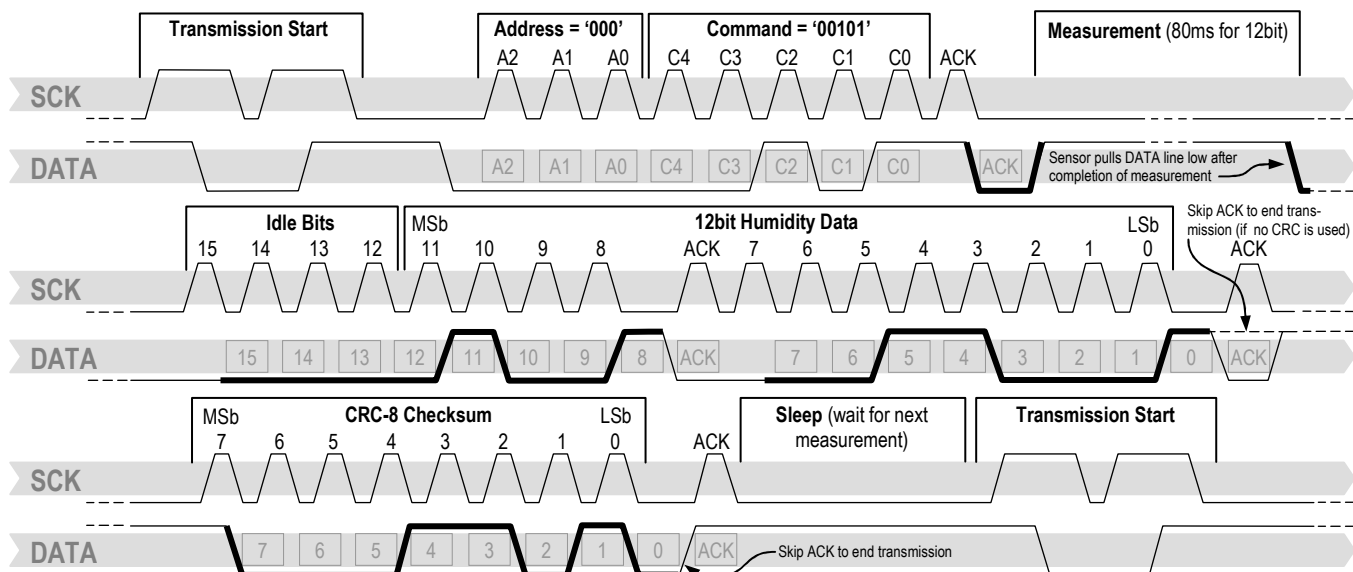 Transmission Start
Address = '000'
Command = '00101'
Measurement (80ms for 12bit)
A2 A1 A0 C4 C3 C2 C1 C0 ACK
SCK
DATA
A2 A1 A0 C4 C3 C2 C1 C0 ACK
Sensor pulls DATA line low after
completion of measurement
Idle Bits
MSb
12bit Humidity Data
LSb
Skip ACK to end trans-
mission (if no CRC is used)
15 14 13 12 11 10 9 8 ACK 7 6 5 4 3 2 1 0 ACK
SCK
DATA
15 14 13 12 11 10 9 8 ACK 7 6 5 4 3 2 1 0 ACK
MSb
CRC-8 Checksum
LSb
Sleep (wait for next
measurement)
Transmission Start
7 6 5 4 3 2 1 0 ACK
SCK
DATA
7 6 5 4 3 2 1 0 ACK
Skip ACK to end transmission